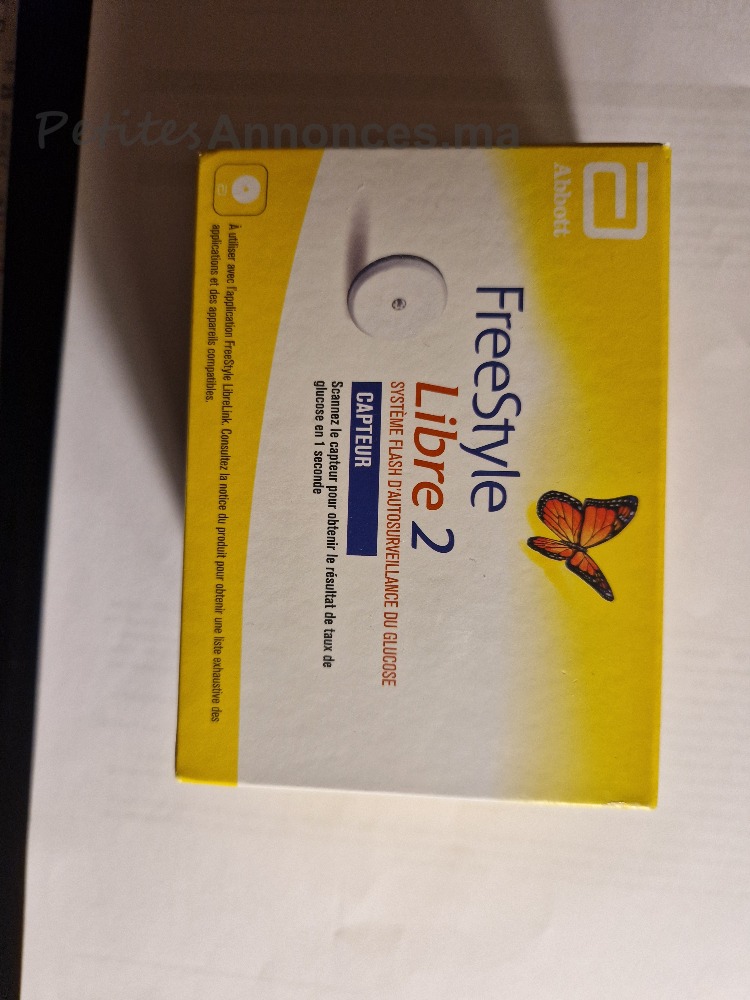 PetitesAnnonces.ma
Abbott
FreeStyle
Libre 2
SYSTÈME FLASH D'AUTOSURVEILLANCE DU GLUCOSE
CAPTEUR
Scannez le capteur pour obtenir le résultat de taux de
glucose en 1 seconde
À utiliser avec l'application FreeStyle LibreLink. Consultez la notice du produit pour obtenir une liste exhaustive des
applications et des appareils compatibles.